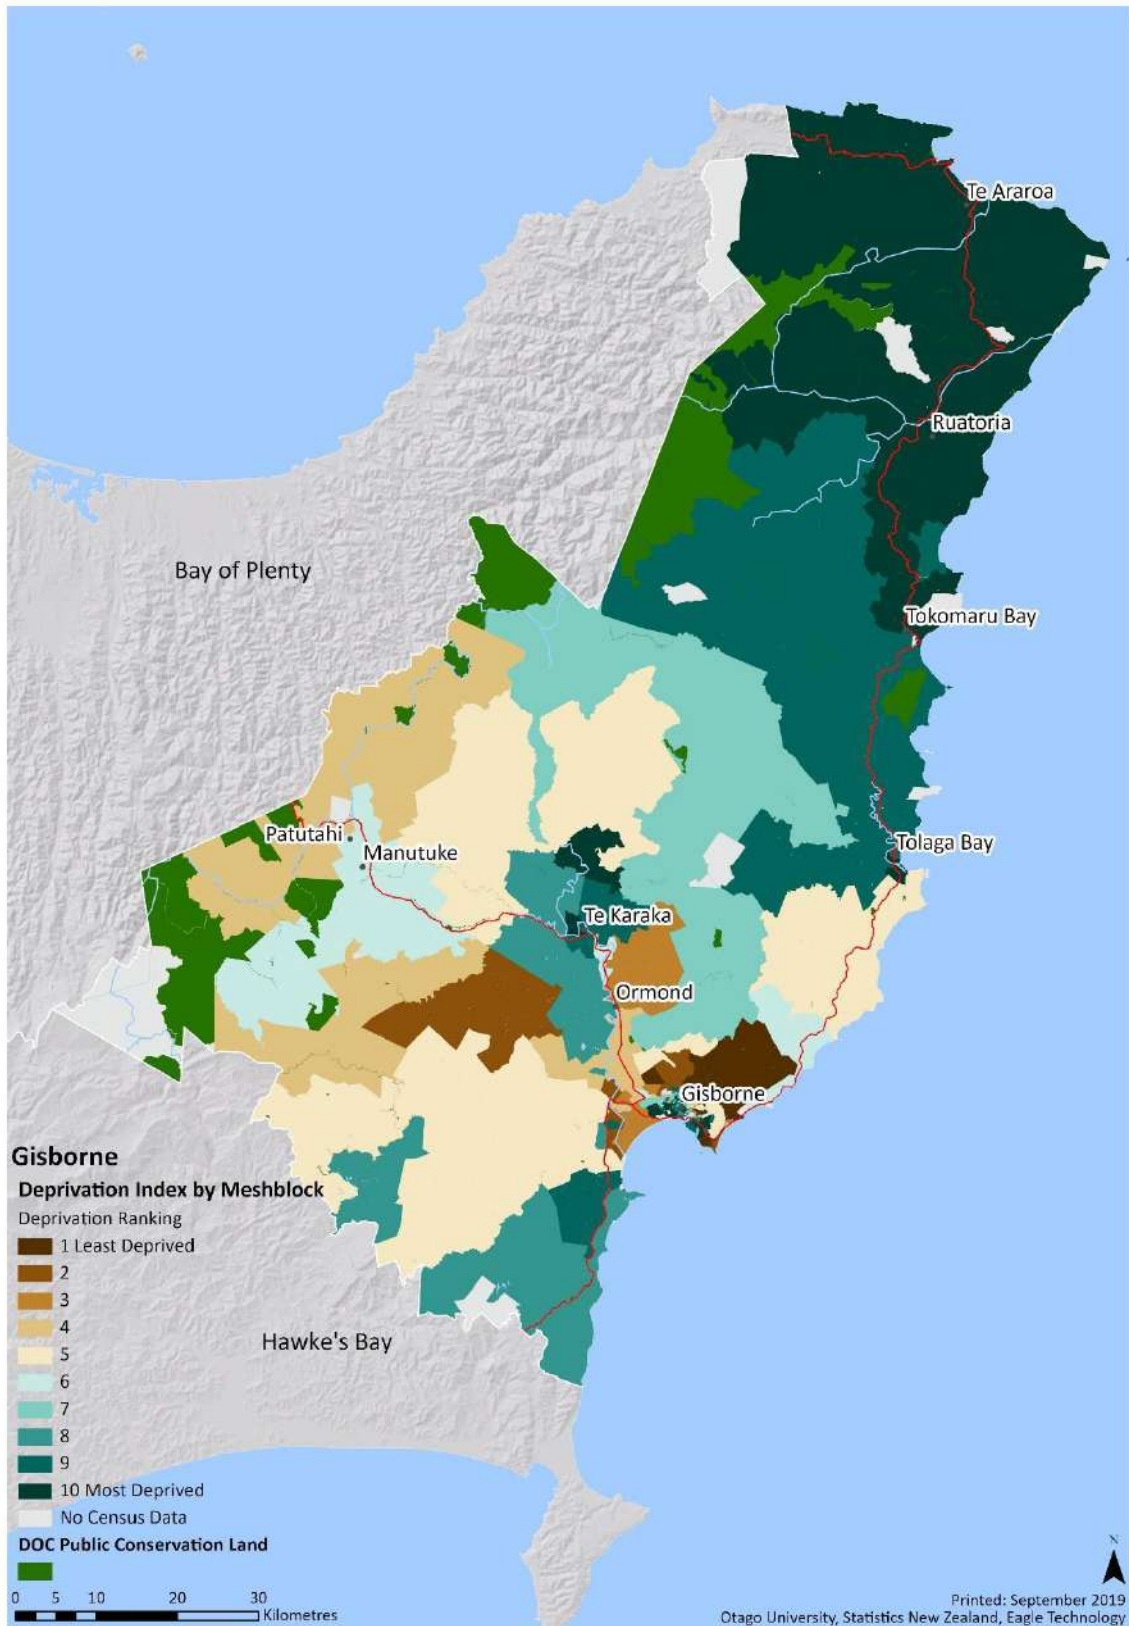 Te Araroa
Ruatoria
Bay of Plenty
Tokomaru Bay
Patutahi
Manutuke
Tolaga Bay
Te Karaka
Ormond
Gisborne
Hawke's Bay
Gisborne
Deprivation Index by Meshblock
Deprivation Ranking
1 Least Deprived
2
3
4
5
6
7
8
9
10 Most Deprived
No Census Data
DOC Public Conservation Land
0 5 10 20 30
Kilometres
N
Printed: September 2019
Otago University, Statistics New Zealand, Eagle Technology